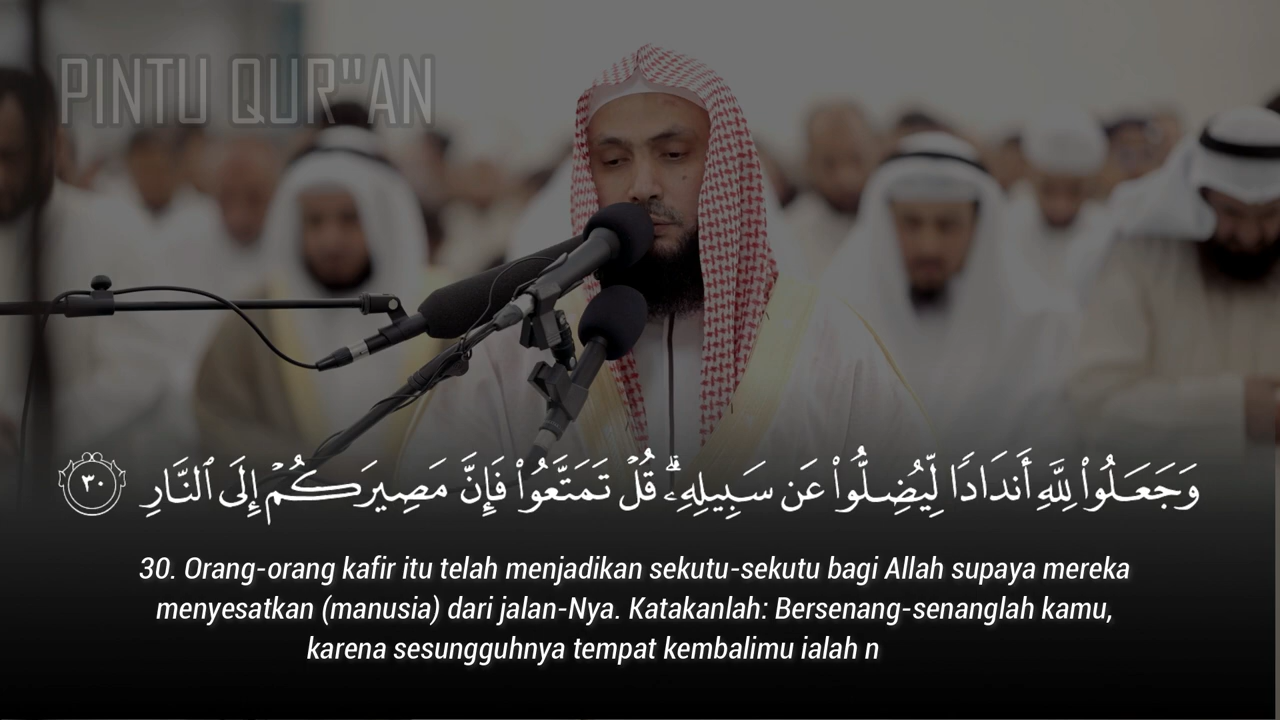 PINTU QUR"AN
وَجَعَلُوا۟ لِلَّهِ أَندَادًا لِّيُضِلُّوا۟ عَن سَبِيلِهِۦ ۗ قُلْ تَمَتَّعُوا۟ فَإِنَّ مَصِيرَكُمْ إِلَى ٱلنَّارِ ٣٠
30. Orang-orang kafir itu telah menjadikan sekutu-sekutu bagi Allah supaya mereka
menyesatkan (manusia) dari jalan-Nya. Katakanlah: Bersenang-senanglah kamu,
karena sesungguhnya tempat kembalimu ialah n